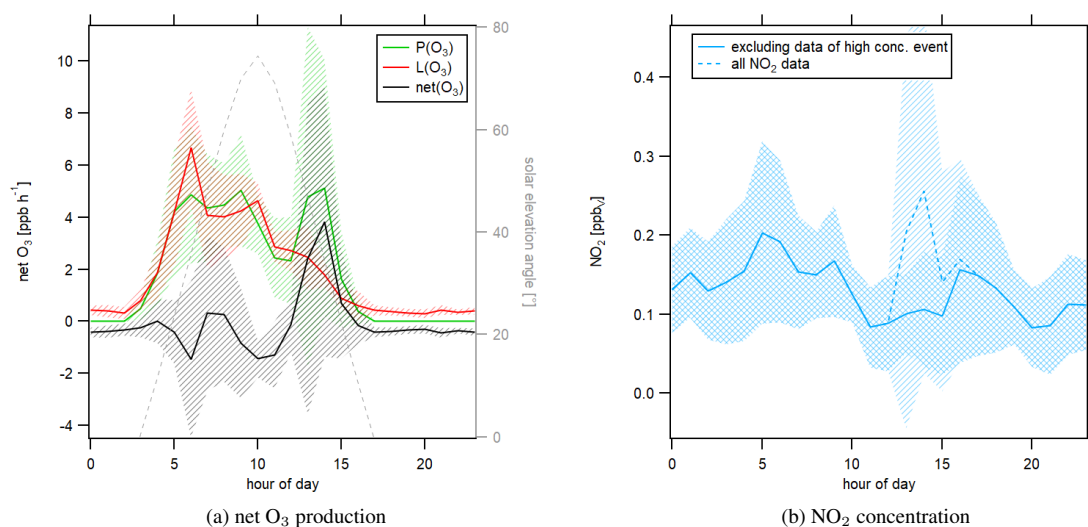 P(O₃)
L(O₃)
net(O₃)
net O₃ [ppb h⁻¹]
10
8
6
4
2
0
-2
-4
80
60
40
20
0
solar elevation angle [°]
0 5 10 15 20
hour of day
(a) net O₃ production
excluding data of high conc. event
all NO₂ data
NO₂ [ppbᵥ]
0.4
0.3
0.2
0.1
0.0
0 5 10 15 20
hour of day
(b) NO₂ concentration